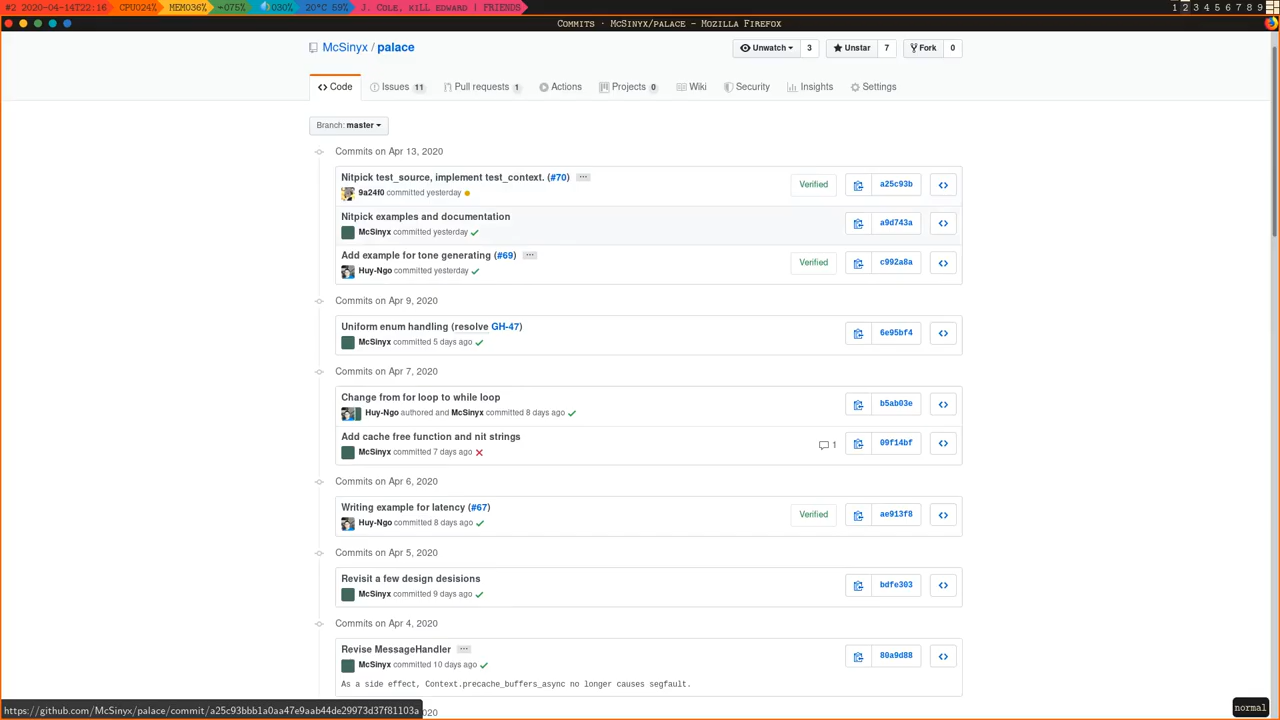 #2 2020-04-14T22:16 CPU024% MEM036% ~075% 030% 20°C 59% J. Cole, kiLL edward | FRIENDS 1 2 3 4 5 6 7 8 9
Commits · McSinyx/palace - Mozilla Firefox
McSinyx / palace Unwatch 3 Unstar 7 Fork 0
Code Issues 11 Pull requests 1 Actions Projects 0 Wiki Security Insights Settings
Branch: master
Commits on Apr 13, 2020
Nitpick test_source, implement test_context. (#70) ...
9a24f0 committed yesterday
Verified a25c93b
Nitpick examples and documentation
McSinyx committed yesterday
a9d743a
Add example for tone generating (#69) ...
Huy-Ngo committed yesterday
Verified c992a8a
Commits on Apr 9, 2020
Uniform enum handling (resolve GH-47)
McSinyx committed 5 days ago
6e95bf4
Commits on Apr 7, 2020
Change from for loop to while loop
Huy-Ngo authored and McSinyx committed 8 days ago
b5ab03e
Add cache free function and nit strings
McSinyx committed 7 days ago
1 09f14bf
Commits on Apr 6, 2020
Writing example for latency (#67)
Huy-Ngo committed 8 days ago
Verified ae913f8
Commits on Apr 5, 2020
Revisit a few design desisions
McSinyx committed 9 days ago
bdfe303
Commits on Apr 4, 2020
Revise MessageHandler ...
McSinyx committed 10 days ago
80a9d88
As a side effect, Context.precache_buffers_async no longer causes segfault.
https://github.com/McSinyx/palace/commit/a25c93bbb1a0aa47e9aab44de29973d37f81103a
020
normal